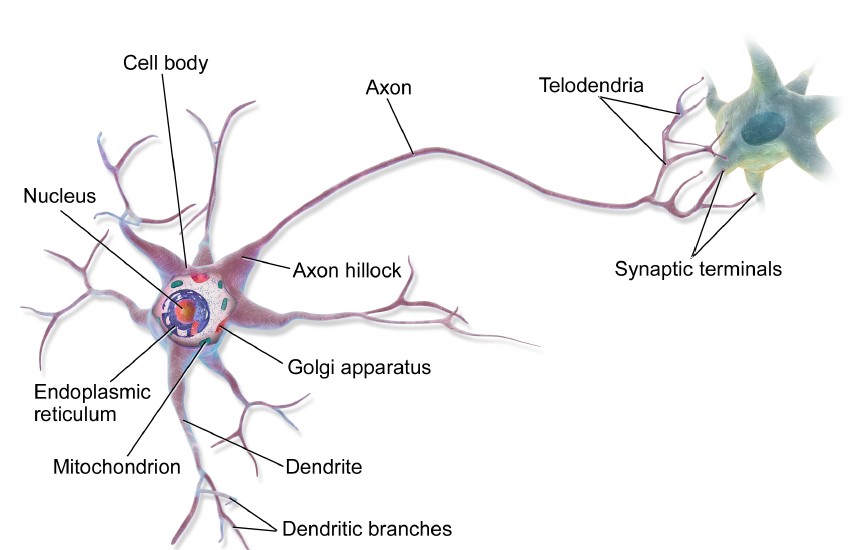 Cell body
Axon
Telodendria
Nucleus
Axon hillock
Synaptic terminals
Golgi apparatus
Endoplasmic
reticulum
Mitochondrion
Dendrite
Dendritic branches